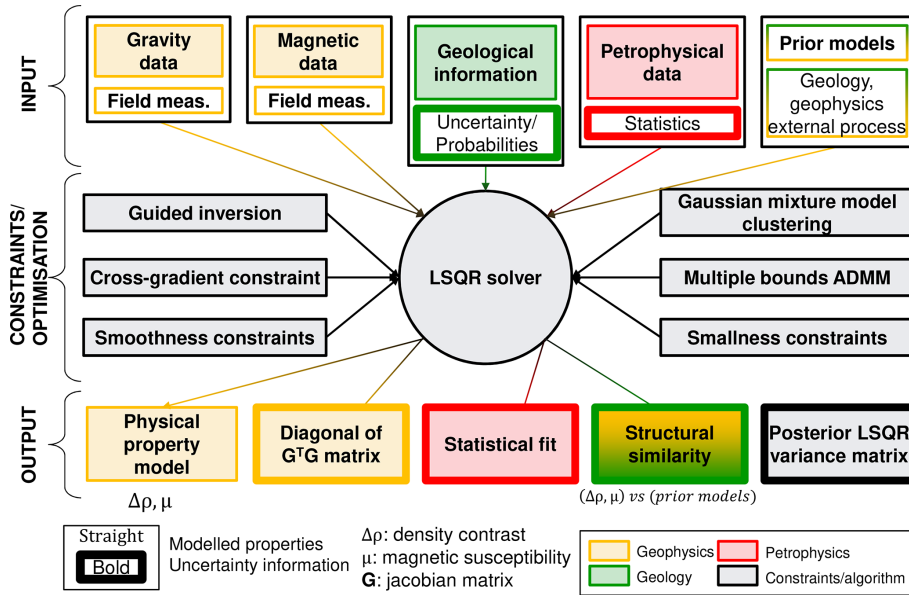 INPUT
Gravity
data
Field meas.
Magnetic
data
Field meas.
Geological
information
Uncertainty/
Probabilities
Petrophysical
data
Statistics
Prior models
Geology,
geophysics
external process
CONSTRAINTS/
OPTIMISATION
Guided inversion
Cross-gradient constraint
Smoothness constraints
LSQR solver
Gaussian mixture model
clustering
Multiple bounds ADMM
Smallness constraints
OUTPUT
Physical
property
model
Δρ, μ
Diagonal of
GᵀG matrix
Statistical fit
Structural
similarity
(Δρ, μ) vs (prior models)
Posterior LSQR
variance matrix
Straight
Bold
Modelled properties
Uncertainty information
Δρ: density contrast
μ: magnetic susceptibility
G: jacobian matrix
Geophysics
Geology
Petrophysics
Constraints/algorithm